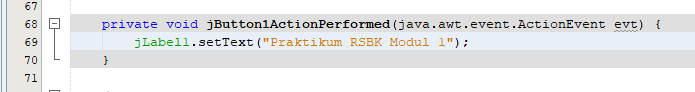 67
68 private void jButton1ActionPerformed(java.awt.event.ActionEvent evt) {
69 jLabel1.setText("Praktikum RSBK Modul 1");
70 }
71